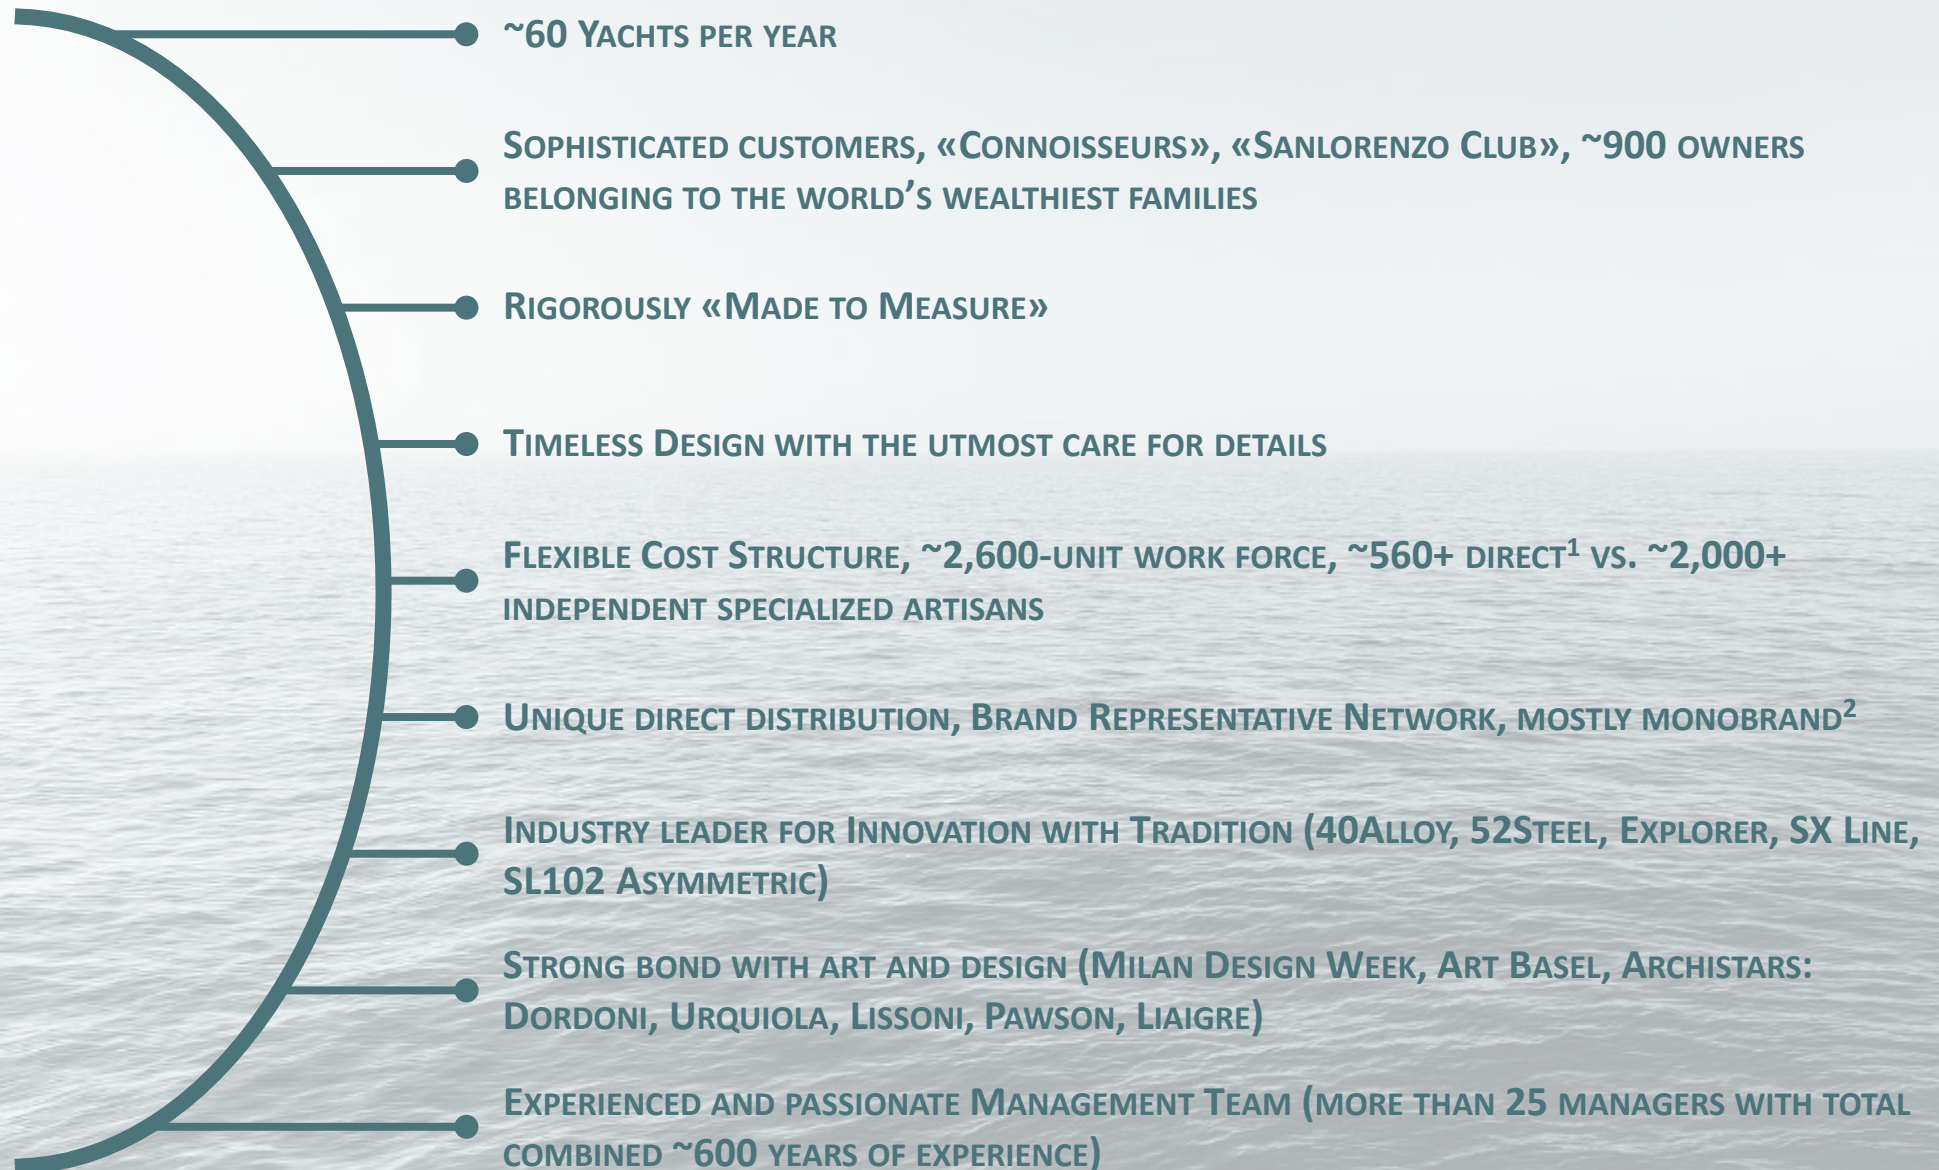 ~60 Yachts per year
Sophisticated customers, «Connoisseurs», «Sanlorenzo Club», ~900 owners
belonging to the world’s wealthiest families
Rigorously «Made to Measure»
Timeless Design with the utmost care for details
Flexible Cost Structure, ~2,600-unit work force, ~560+ direct¹ vs. ~2,000+
independent specialized artisans
Unique direct distribution, Brand Representative Network, mostly monobrand²
Industry leader for Innovation with Tradition (40Alloy, 52Steel, Explorer, SX Line,
SL102 Asymmetric)
Strong bond with art and design (Milan Design Week, Art Basel, Archistars:
Dordoni, Urquiola, Lissoni, Pawson, Liaigre)
Experienced and passionate Management Team (more than 25 managers with total
combined ~600 years of experience)